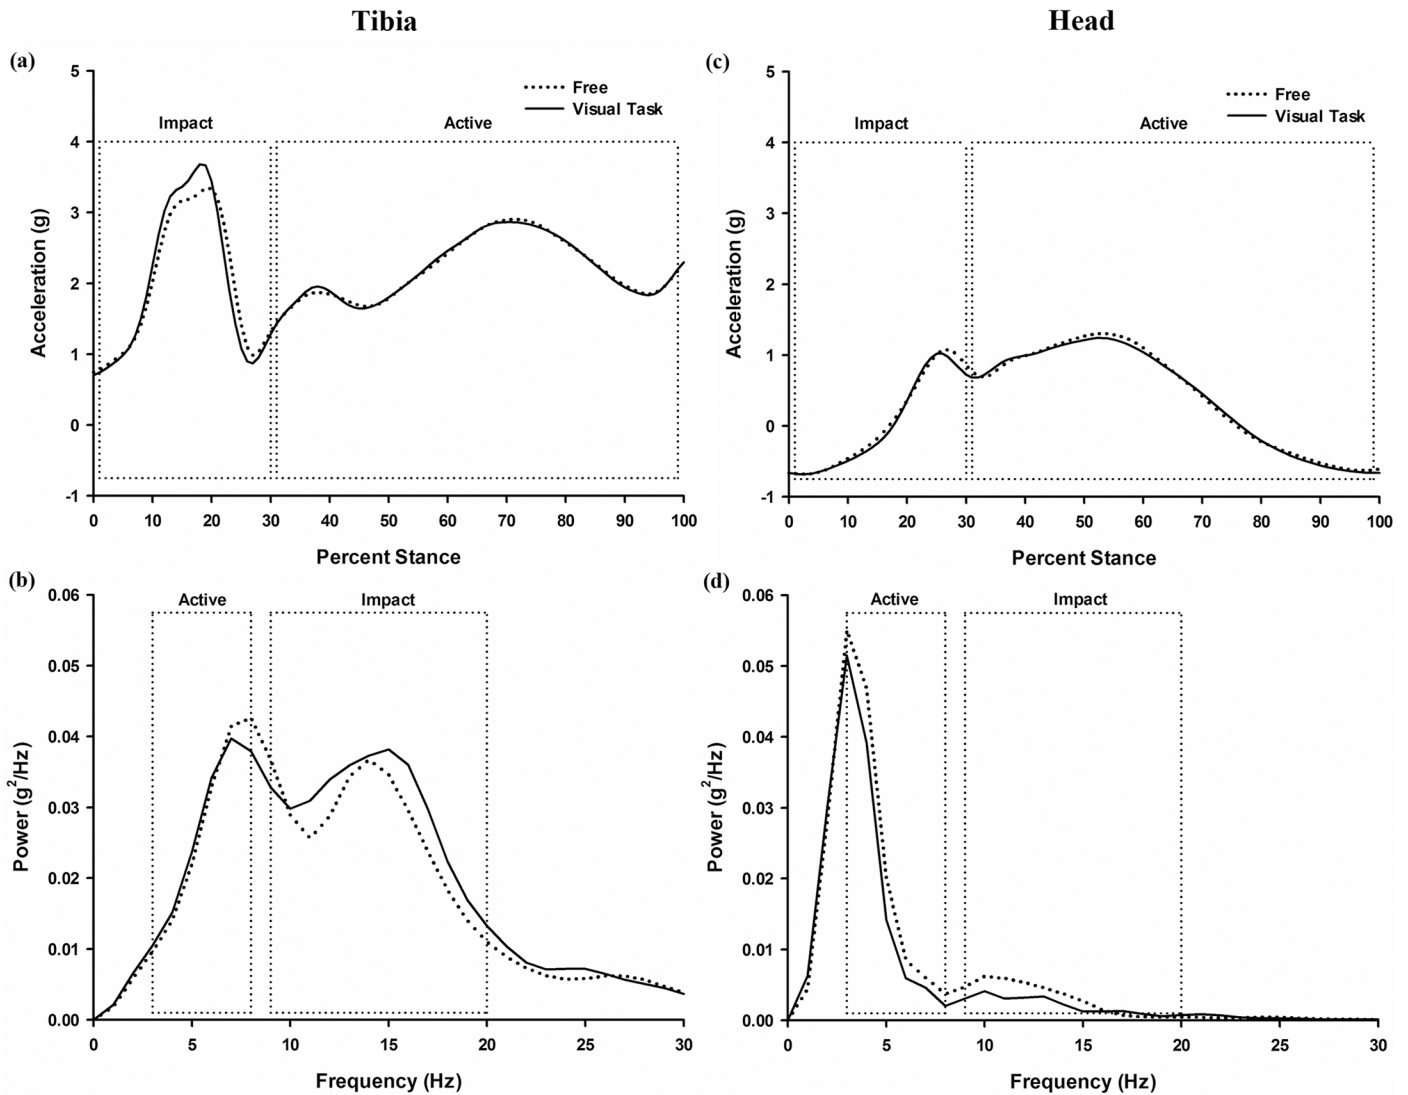 Tibia
Head
(a)
5
4
3
2
1
0
-1
Acceleration (g)
Free
Visual Task
Impact
Active
0 10 20 30 40 50 60 70 80 90 100
Percent Stance
(c)
5
4
3
2
1
0
-1
Acceleration (g)
Free
Visual Task
Impact
Active
0 10 20 30 40 50 60 70 80 90 100
Percent Stance
(b)
0.06
0.05
0.04
0.03
0.02
0.01
0.00
Power (g²/Hz)
Active
Impact
0 5 10 15 20 25 30
Frequency (Hz)
(d)
0.06
0.05
0.04
0.03
0.02
0.01
0.00
Power (g²/Hz)
Active
Impact
0 5 10 15 20 25 30
Frequency (Hz)